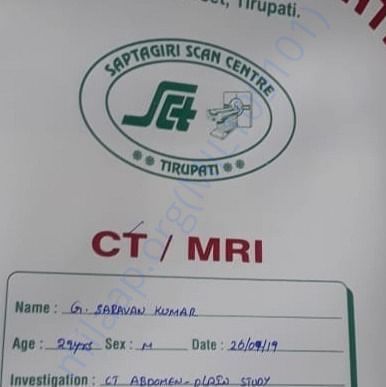 Tirupati.
SAPTAGIRI SCAN CENTRE
TIRUPATI
CT / MRI
Name : G. SARAVAN KUMAR
Age : 29yrs Sex : M Date : 26/09/19
Investigation : CT ABDOMEN-PLAIN STUDY